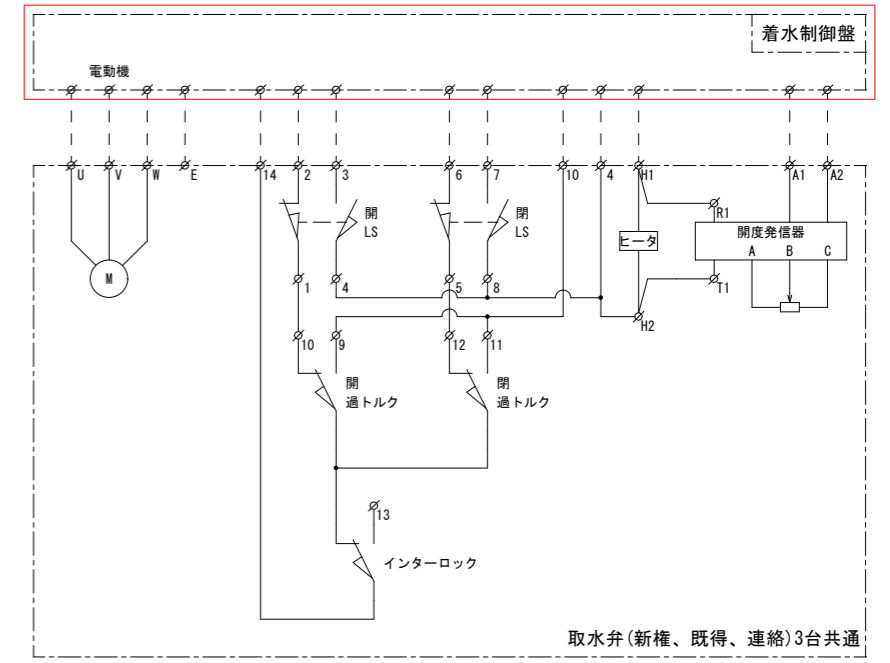 着水制御盤
電動機
U V W E 14 2 3 6 7 10 4 H1 A1 A2
開
LS
閉
LS
R1
ヒータ
開度発信器
A B C
M
1 4 5 8 T1
H2
10 9 12 11
開
過トルク
閉
過トルク
13
インターロック
取水弁(新権、既得、連絡)3台共通